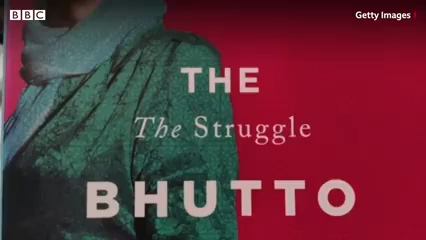 BBC
Getty Images
THE
The Struggle
BHUTTO